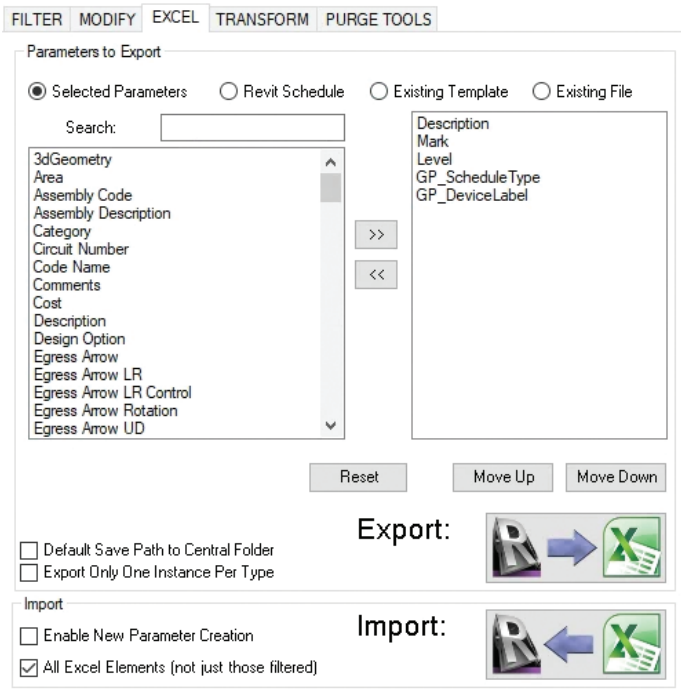 FILTER MODIFY EXCEL TRANSFORM PURGE TOOLS
Parameters to Export
Selected Parameters Revit Schedule Existing Template Existing File
Search:
3dGeometry
Area
Assembly Code
Assembly Description
Category
Circuit Number
Code Name
Comments
Cost
Description
Design Option
Egress Arrow
Egress Arrow LR
Egress Arrow LR Control
Egress Arrow Rotation
Egress Arrow UD
>>
<<
Description
Mark
Level
GP_ScheduleType
GP_DeviceLabel
Reset Move Up Move Down
Default Save Path to Central Folder
Export Only One Instance Per Type
Export:
R X
Import
Enable New Parameter Creation
All Excel Elements (not just those filtered)
Import:
R X